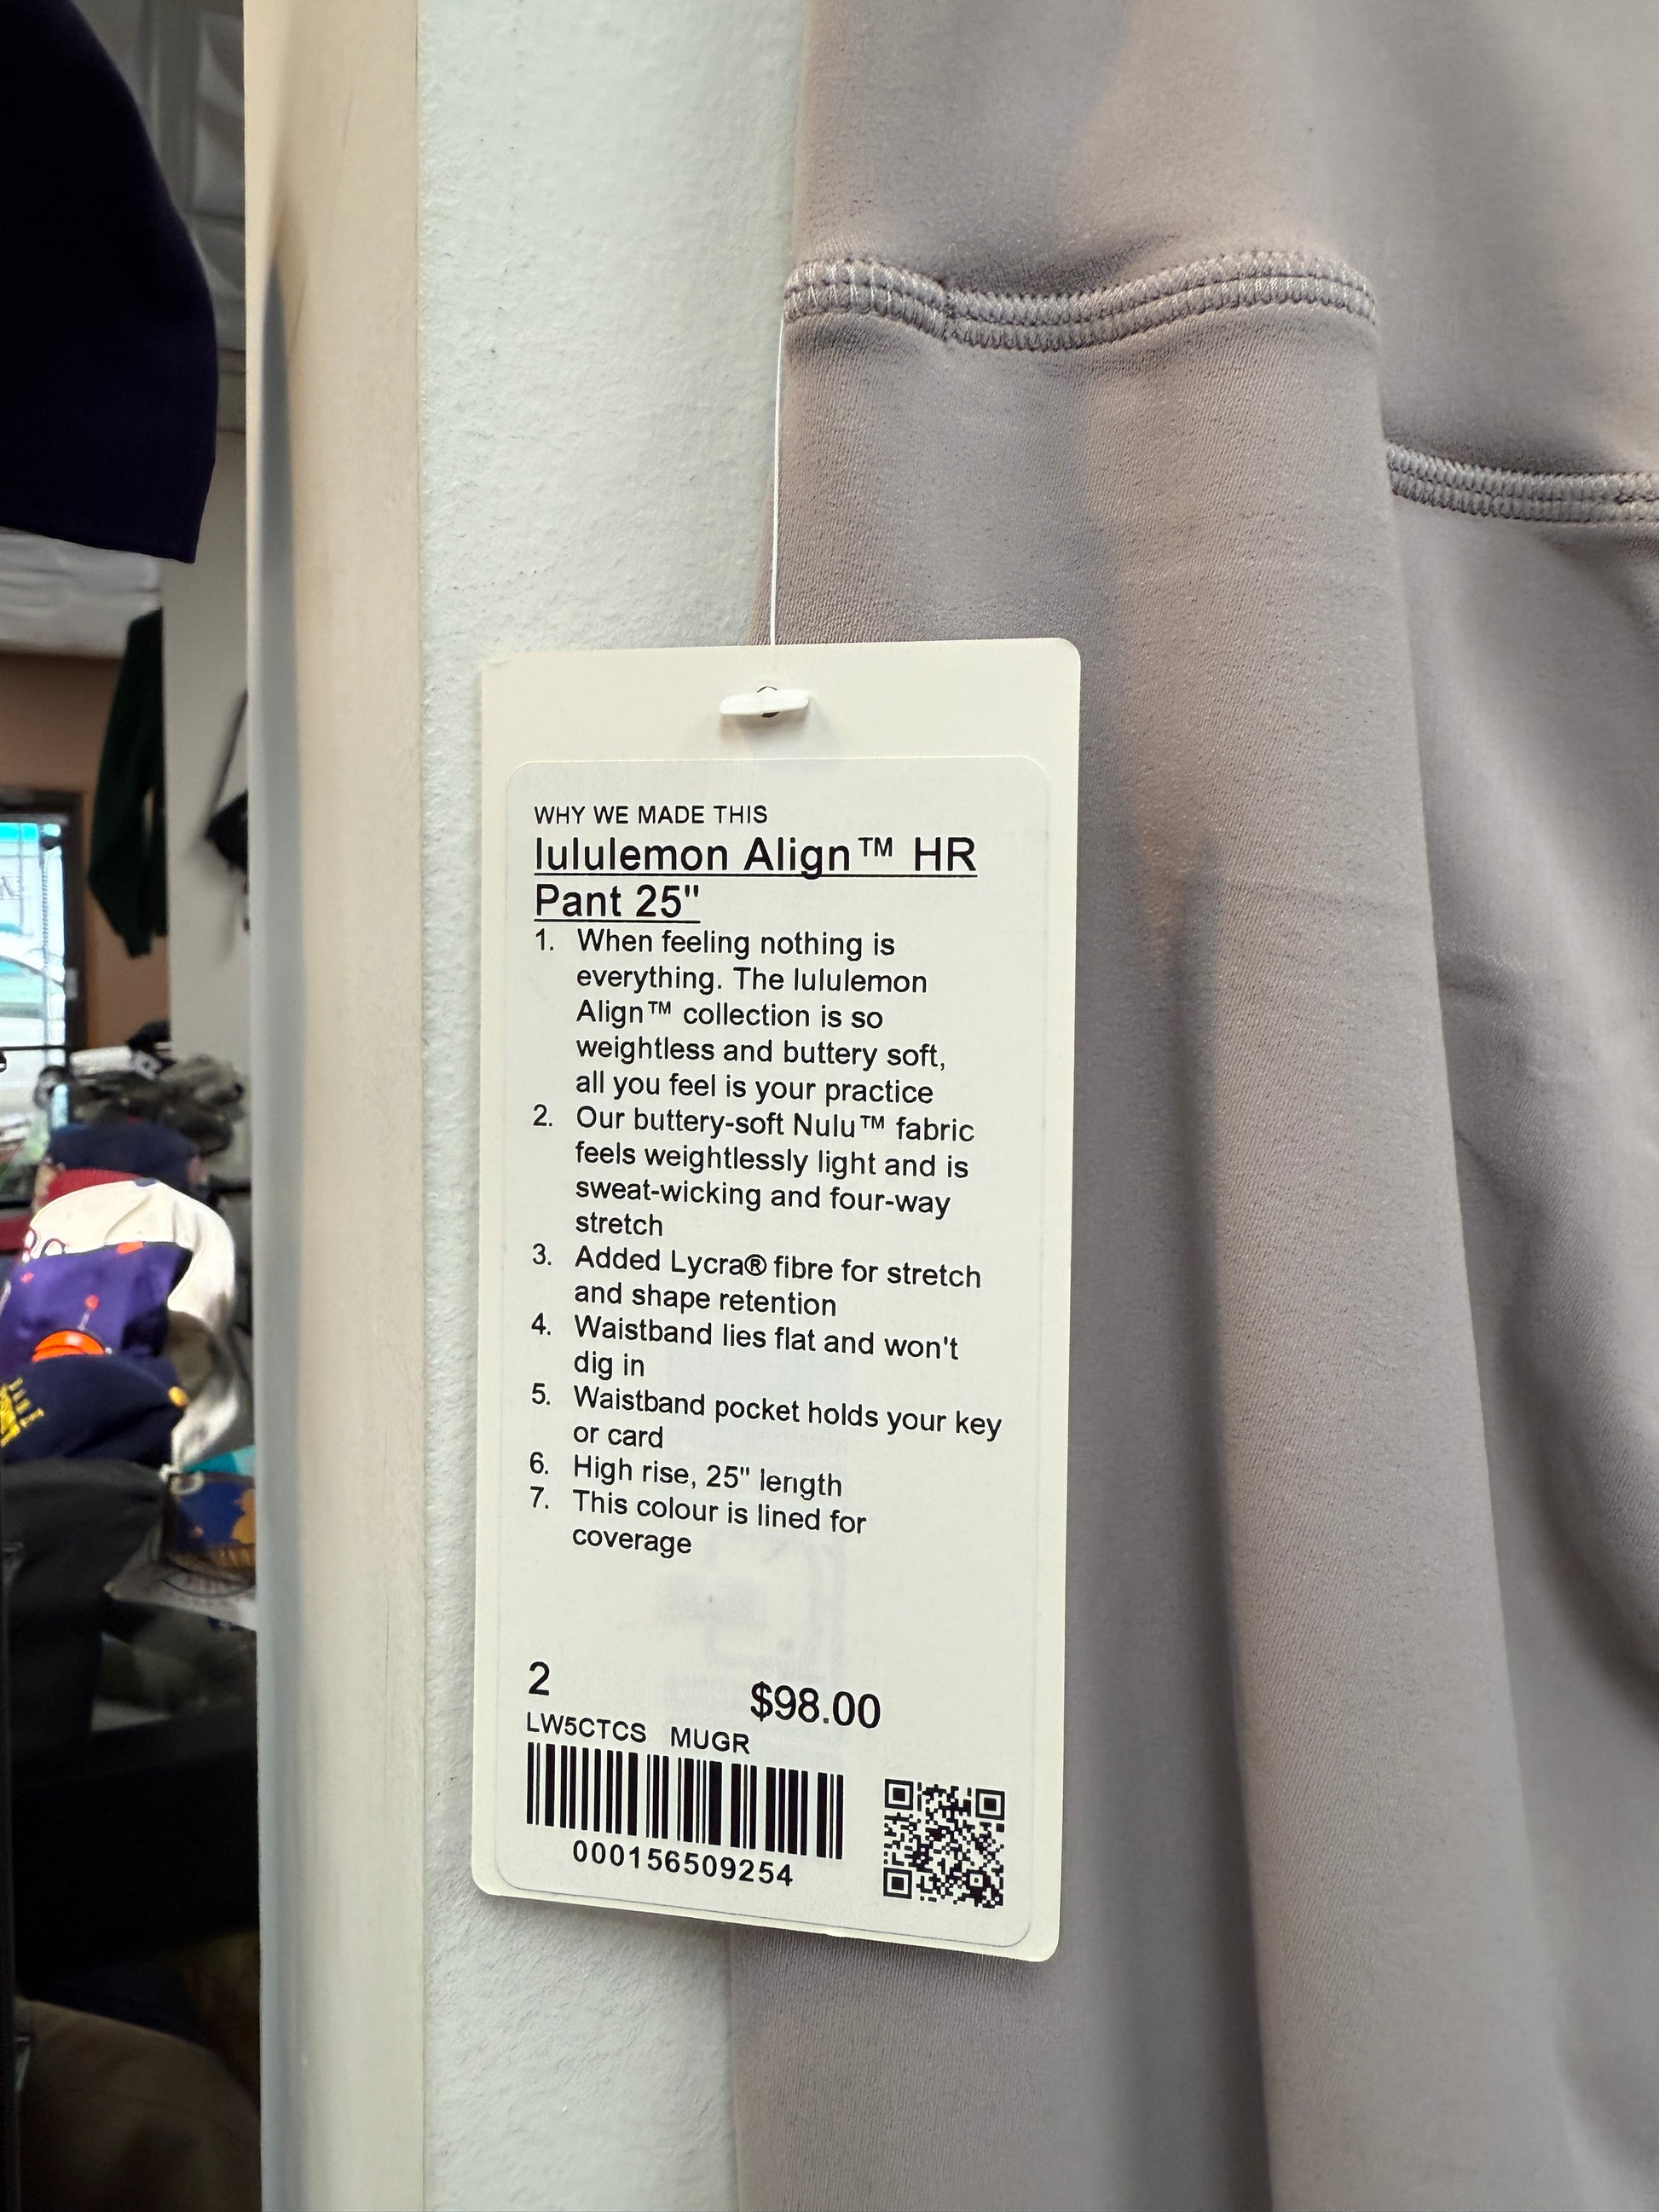 WHY WE MADE THIS
lululemon Align™ HR
Pant 25"
1. When feeling nothing is
everything. The lululemon
Align™ collection is so
weightless and buttery soft,
all you feel is your practice
2. Our buttery-soft Nulu™ fabric
feels weightlessly light and is
sweat-wicking and four-way
stretch
3. Added Lycra® fibre for stretch
and shape retention
4. Waistband lies flat and won't
dig in
5. Waistband pocket holds your key
or card
6. High rise, 25" length
7. This colour is lined for
coverage
2 $98.00
LW5CTCS MUGR
000156509254